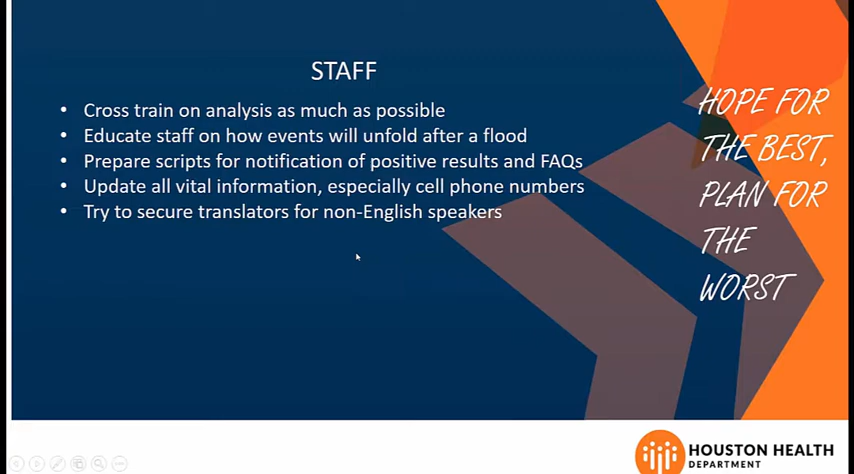 STAFF
• Cross train on analysis as much as possible
• Educate staff on how events will unfold after a flood
• Prepare scripts for notification of positive results and FAQs
• Update all vital information, especially cell phone numbers
• Try to secure translators for non-English speakers
HOPE FOR
THE BEST,
PLAN FOR
THE
WORST
HOUSTON HEALTH
DEPARTMENT